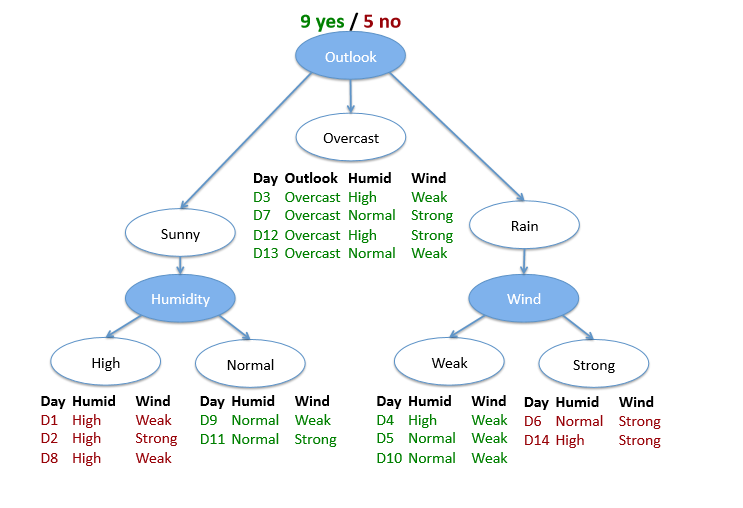 9 yes / 5 no
Outlook
Overcast
Day Outlook Humid Wind
D3 Overcast High Weak
D7 Overcast Normal Strong
D12 Overcast High Strong
D13 Overcast Normal Weak
Sunny
Rain
Humidity
Wind
High
Normal
Weak
Strong
Day Humid Wind
D1 High Weak
D2 High Strong
D8 High Weak
Day Humid Wind
D9 Normal Weak
D11 Normal Strong
Day Humid Wind
D4 High Weak
D5 Normal Weak
D10 Normal Weak
Day Humid Wind
D6 Normal Strong
D14 High Strong